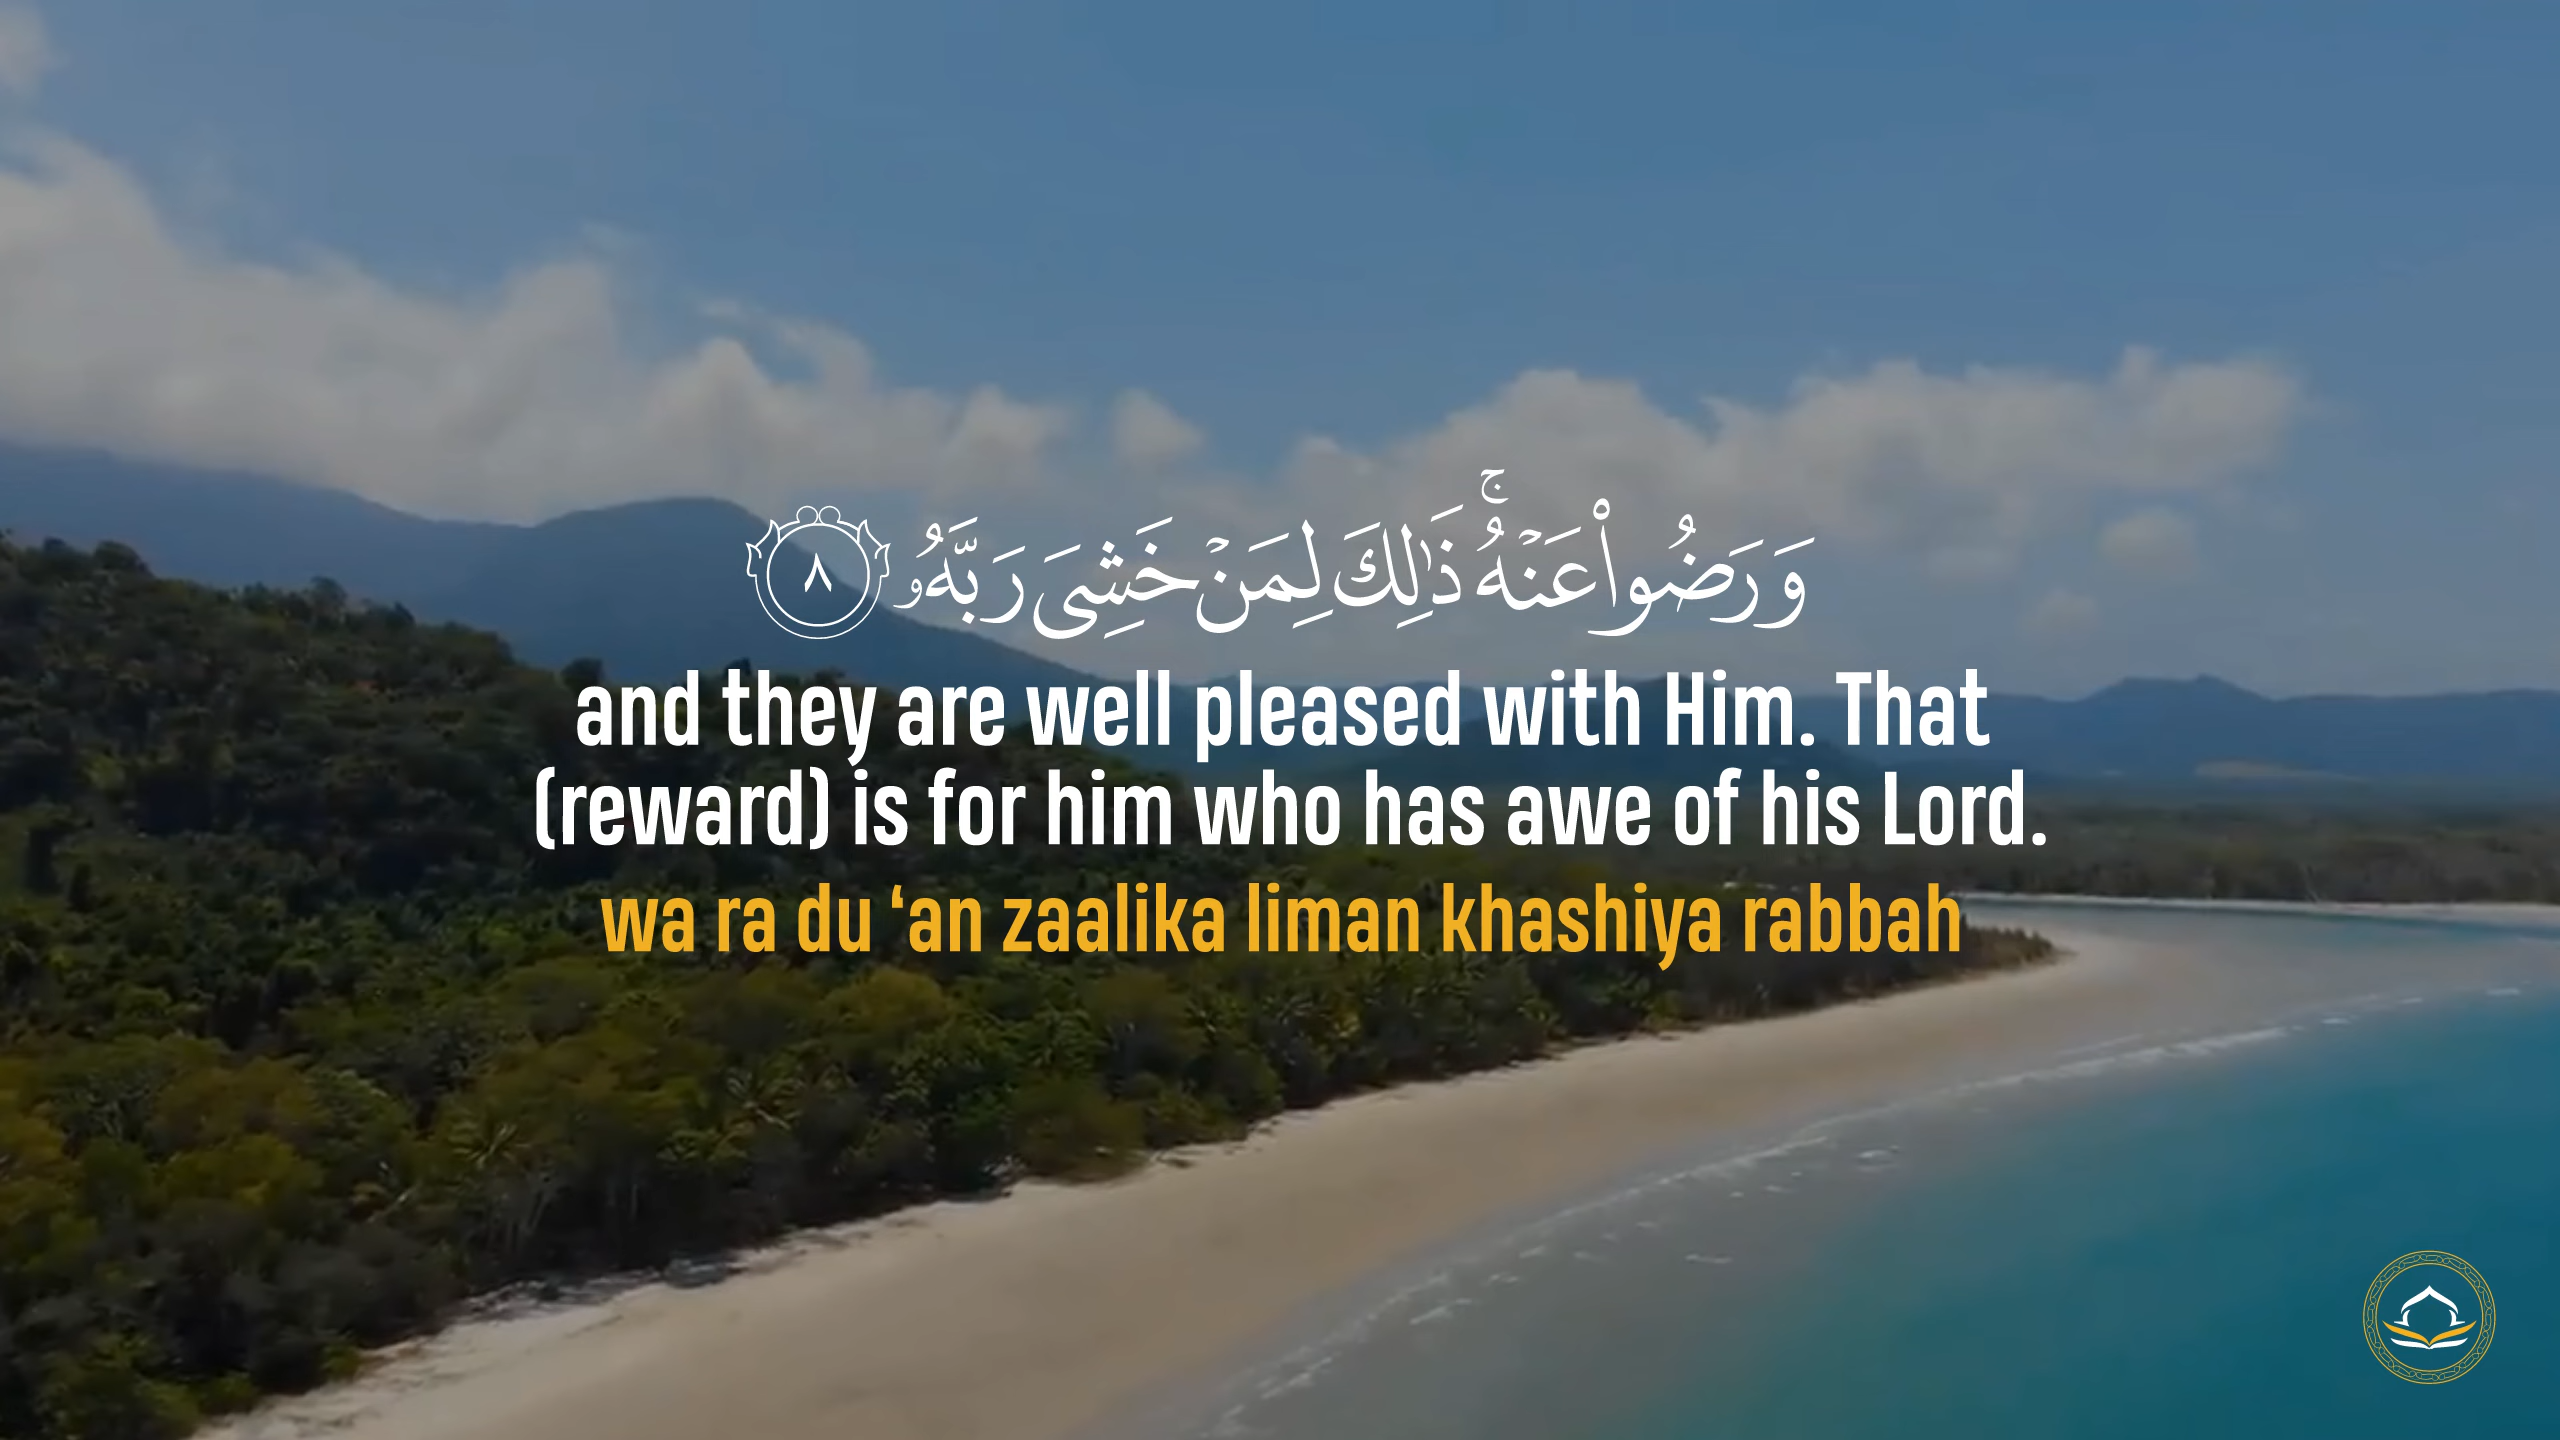 وَرَضُوا۟ عَنْهُ ۚ ذَٰلِكَ لِمَنْ خَشِىَ رَبَّهُۥ ٨
and they are well pleased with Him. That
(reward) is for him who has awe of his Lord.
wa ra du ‘an zaalika liman khashiya rabbah